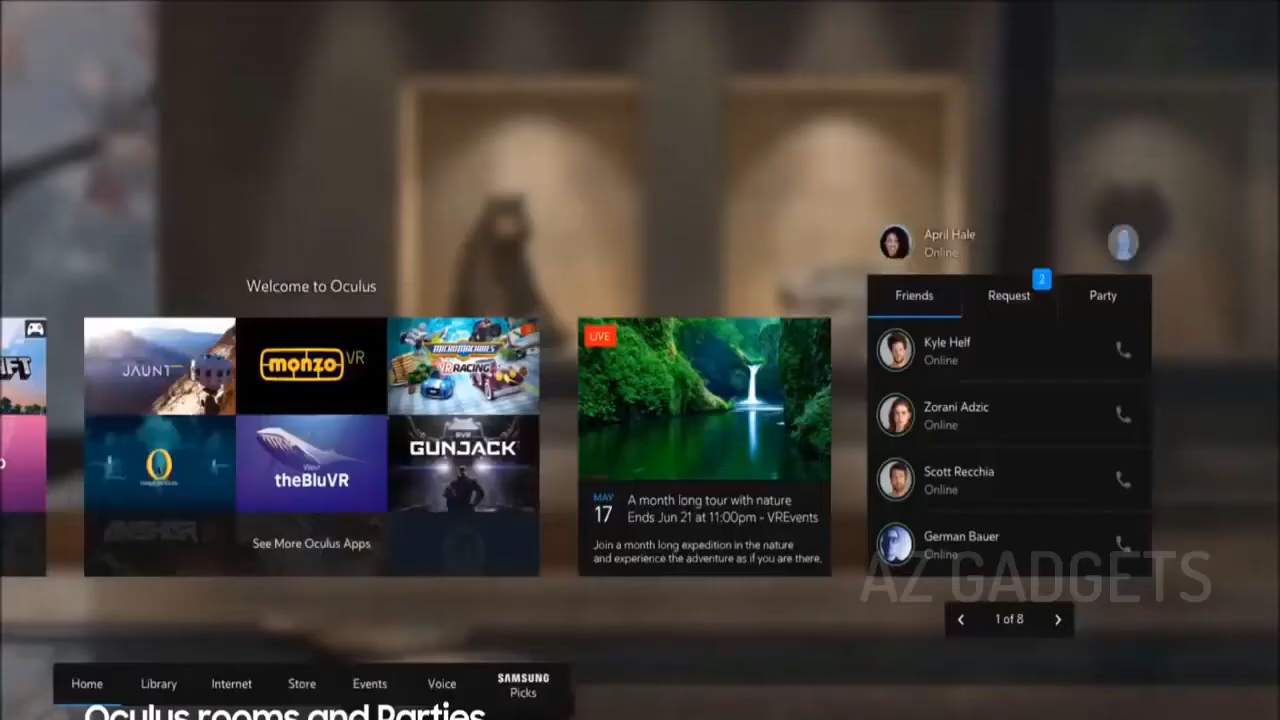 April Hale
Online
Welcome to Oculus
2
Friends
Request
Party
LIVE
JAUNT
monzo VR
MICROMACHINES
VR RACING
Kyle Helf
Online
Zorani Adzic
Online
Wevr
theBluVR
EVE
GUNJACK
Scott Recchia
Online
MAY
17
A month long tour with nature
Ends Jun 21 at 11:00pm - VREvents
Join a month long expedition in the nature
and experience the adventure as if you are there.
See More Oculus Apps
German Bauer
Online
AZ GADGETS
1 of 8
Home
Library
Internet
Store
Events
Voice
SAMSUNG
Picks
Oculus rooms and Parties